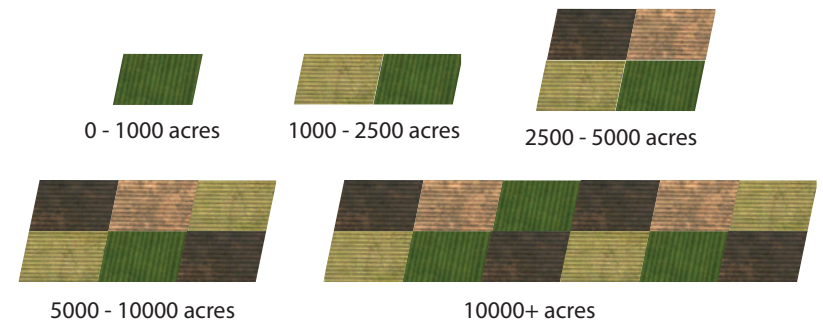 0 - 1000 acres
1000 - 2500 acres
2500 - 5000 acres
5000 - 10000 acres
10000+ acres